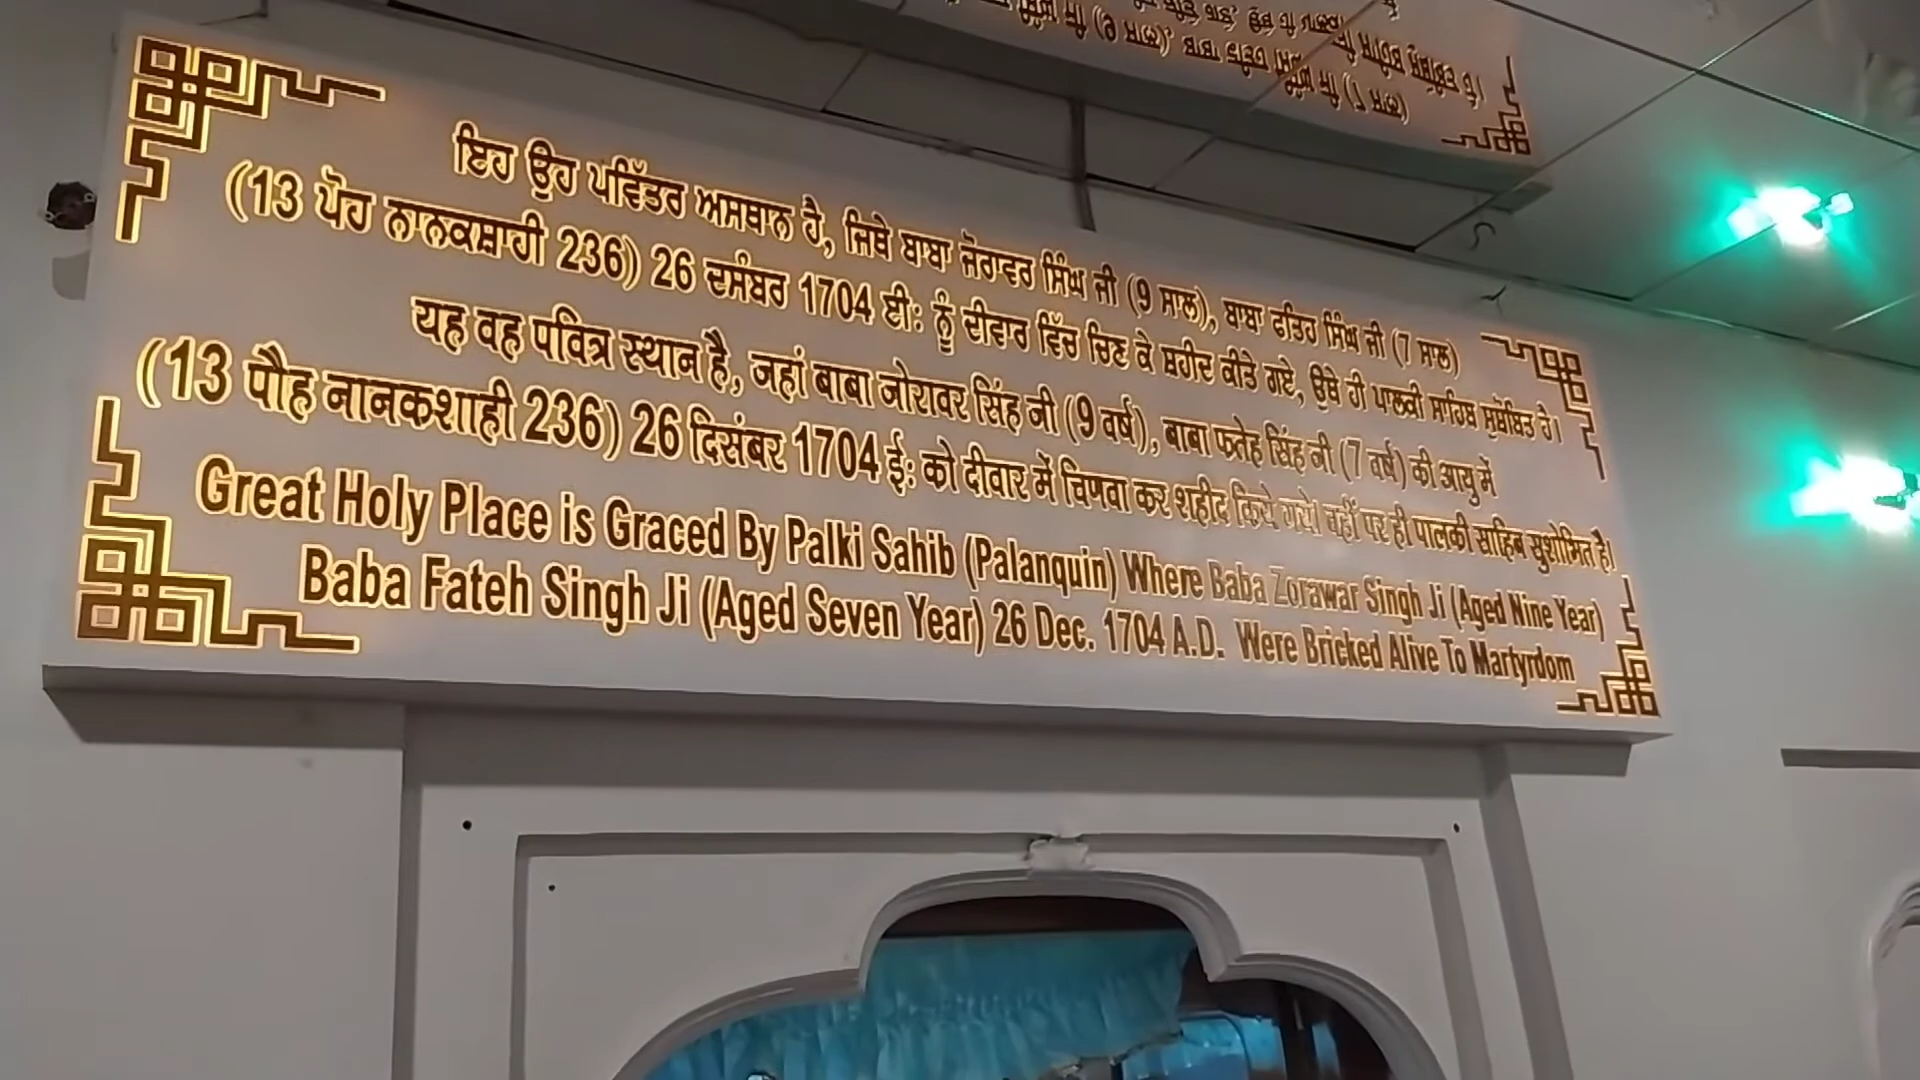 ਇਹ ਉਹ ਪਵਿੱਤਰ ਅਸਥਾਨ ਹੈ, ਜਿਥੇ ਬਾਬਾ ਜੋਰਾਵਰ ਸਿੰਘ ਜੀ (9 ਸਾਲ), ਬਾਬਾ ਫਤਿਹ ਸਿੰਘ ਜੀ (7 ਸਾਲ)
(13 ਪੋਹ ਨਾਨਕਸ਼ਾਹੀ 236) 26 ਦਸੰਬਰ 1704 ਈਃ ਨੂੰ ਦੀਵਾਰ ਵਿੱਚ ਚਿਣ ਕੇ ਸ਼ਹੀਦ ਕੀਤੇ ਗਏ, ਉਥੇ ਹੀ ਪਾਲਕੀ ਸਾਹਿਬ ਸੁਸ਼ੋਭਿਤ ਹੈ।
यह वह पवित्र स्थान है, जहां बाबा जोरावर सिंह जी (9 वर्ष), बाबा फतेह सिंह जी (7 वर्ष) की आयु में
(13 पौह नानकशाही 236) 26 दिसंबर 1704 ई: को दीवार में चिणवा कर शहीद किये गये। वहीं पर ही पालकी साहिब सुशोभित है।
Great Holy Place is Graced By Palki Sahib (Palanquin) Where Baba Zorawar Singh Ji (Aged Nine Year)
Baba Fateh Singh Ji (Aged Seven Year) 26 Dec. 1704 A.D. Were Bricked Alive To Martyrdom